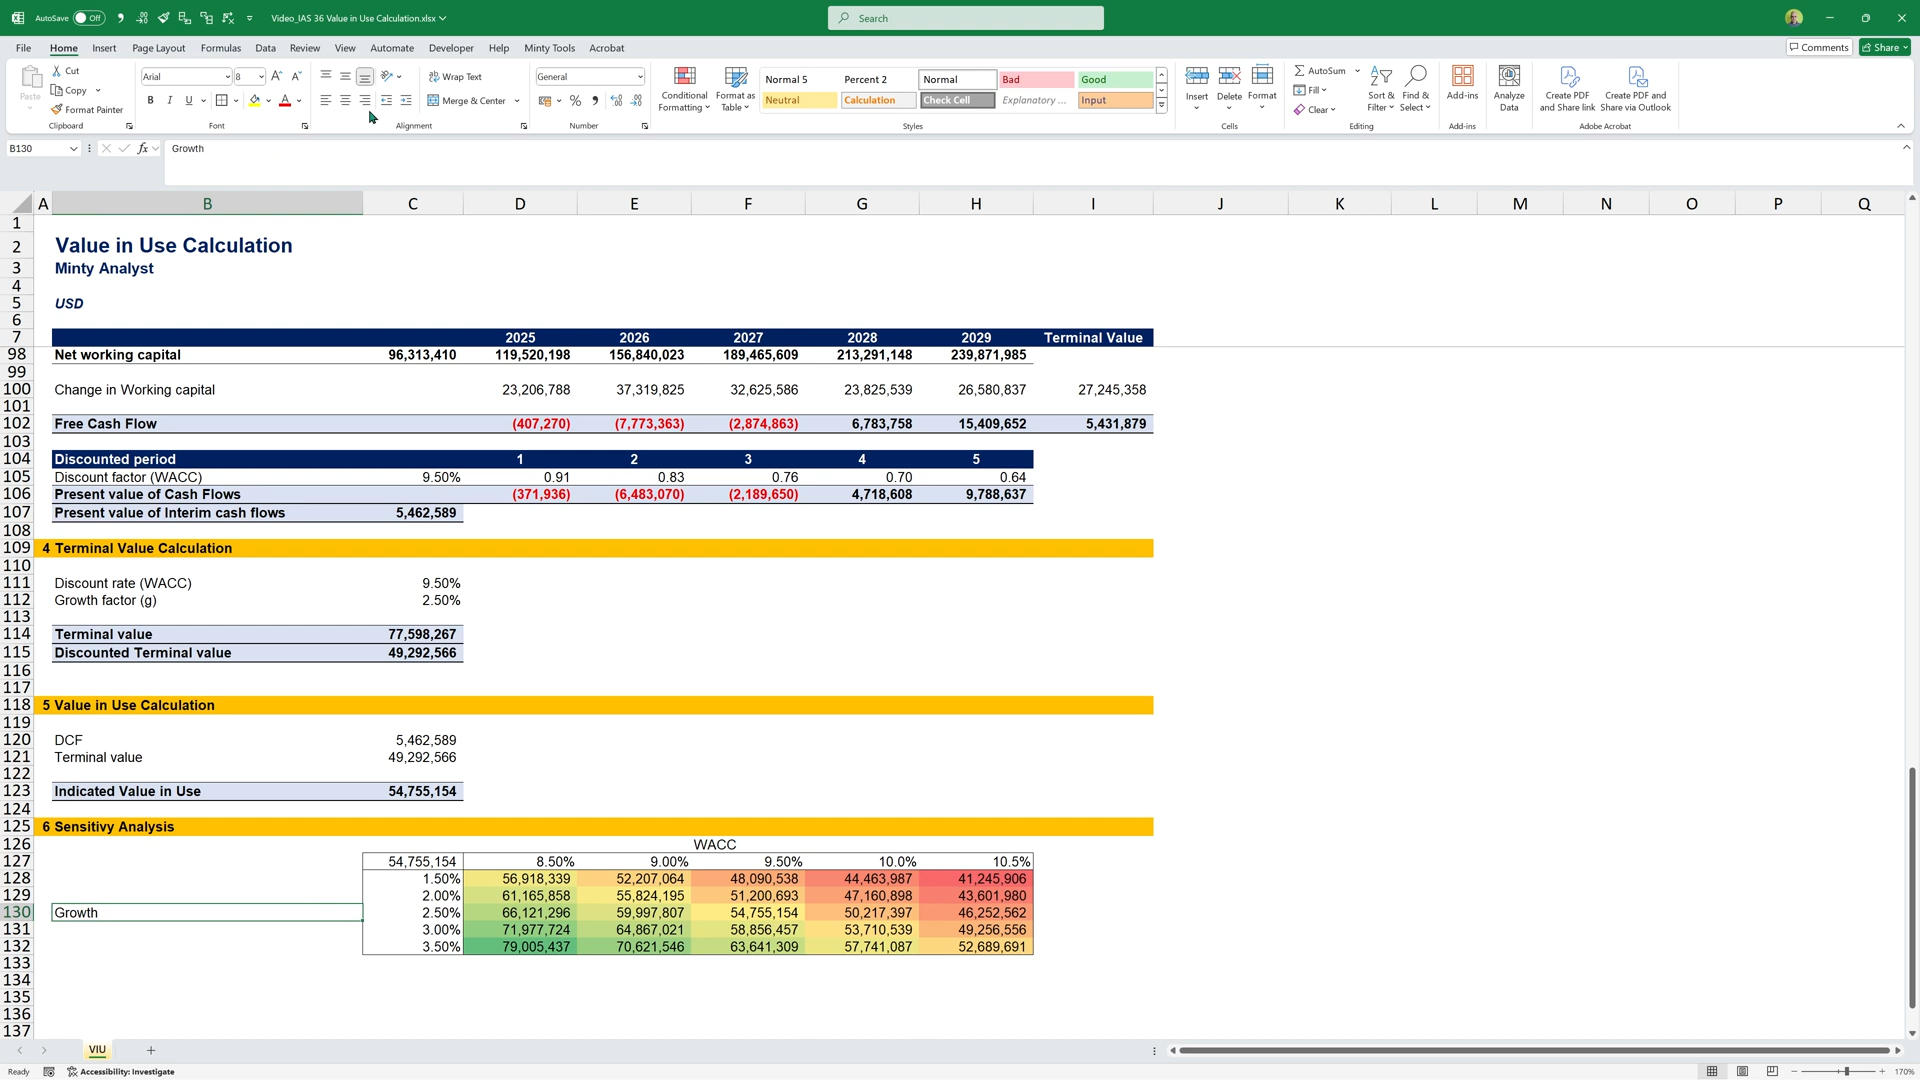 AutoSave Off Video_IAS 36 Value in Use Calculation.xlsx Search
File Home Insert Page Layout Formulas Data Review View Automate Developer Help Minty Tools Acrobat Comments Share
Paste Cut Copy Format Painter Clipboard
Arial 8 B I U Font
Wrap Text Merge & Center Alignment
General Number
Conditional Formatting Format as Table
Normal 5 Percent 2 Normal Bad Good
Neutral Calculation Check Cell Explanatory ... Input
Styles
Insert Delete Format Cells
AutoSum Fill Clear Sort & Filter Find & Select Editing
Add-ins Add-ins
Analyze Data
Create PDF and Share link Create PDF and Share via Outlook Adobe Acrobat
B130 fx Growth
A B C D E F G H I J K L M N O P Q
1
2 Value in Use Calculation
3 Minty Analyst
4
5 USD
6
7 2025 2026 2027 2028 2029 Terminal Value
98 Net working capital 96,313,410 119,520,198 156,840,023 189,465,609 213,291,148 239,871,985
99
100 Change in Working capital 23,206,788 37,319,825 32,625,586 23,825,539 26,580,837 27,245,358
101
102 Free Cash Flow (407,270) (7,773,363) (2,874,863) 6,783,758 15,409,652 5,431,879
103
104 Discounted period 1 2 3 4 5
105 Discount factor (WACC) 9.50% 0.91 0.83 0.76 0.70 0.64
106 Present value of Cash Flows (371,936) (6,483,070) (2,189,650) 4,718,608 9,788,637
107 Present value of Interim cash flows 5,462,589
108
109 4 Terminal Value Calculation
110
111 Discount rate (WACC) 9.50%
112 Growth factor (g) 2.50%
113
114 Terminal value 77,598,267
115 Discounted Terminal value 49,292,566
116
117
118 5 Value in Use Calculation
119
120 DCF 5,462,589
121 Terminal value 49,292,566
122
123 Indicated Value in Use 54,755,154
124
125 6 Sensitivy Analysis
126 WACC
127 54,755,154 8.50% 9.00% 9.50% 10.0% 10.5%
128 1.50% 56,918,339 52,207,064 48,090,538 44,463,987 41,245,906
129 2.00% 61,165,858 55,824,195 51,200,693 47,160,898 43,601,980
130 Growth 2.50% 66,121,296 59,997,807 54,755,154 50,217,397 46,252,562
131 3.00% 71,977,724 64,867,021 58,856,457 53,710,539 49,256,556
132 3.50% 79,005,437 70,621,546 63,641,309 57,741,087 52,689,691
133
134
135
136
137
VIU
Ready Accessibility: Investigate 170%